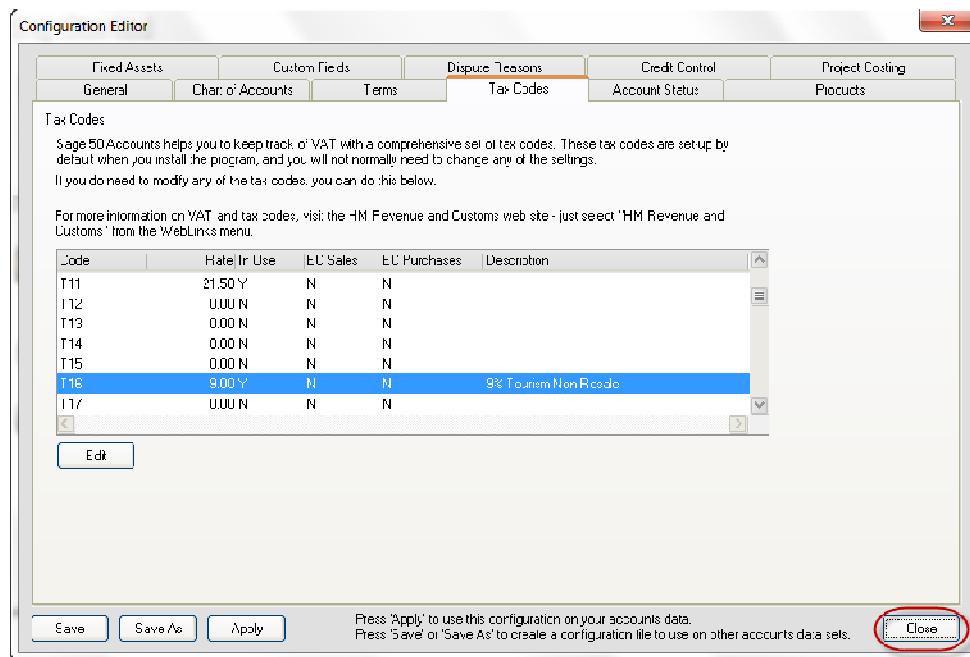 Configuration Editor
Fixed Assets Custom Fields Dispute Reasons Credit Control Project Costing
General Chart of Accounts Terms Tax Codes Account Status Products
Tax Codes
Sage 50 Accounts helps you to keep track of VAT with a comprehensive set of tax codes. These tax codes are set-up by
default when you install the program, and you will not normally need to change any of the settings.
If you do need to modify any of the tax codes, you can do this below.
For more information on VAT and tax codes, visit the HM Revenue and Customs web site - just select "HM Revenue and
Customs" from the WebLinks menu.
Code Rate In Use EC Sales EC Purchases Description
T11 21.50 Y N N
T12 0.00 N N N
T13 0.00 N N N
T14 0.00 N N N
T15 0.00 N N N
T16 9.00 Y N N 9% Tourism Non Resale
T17 0.00 N N N
Edit
Save Save As Apply
Press 'Apply' to use this configuration on your accounts data.
Press 'Save' or 'Save As' to create a configuration file to use on other accounts data sets.
Close